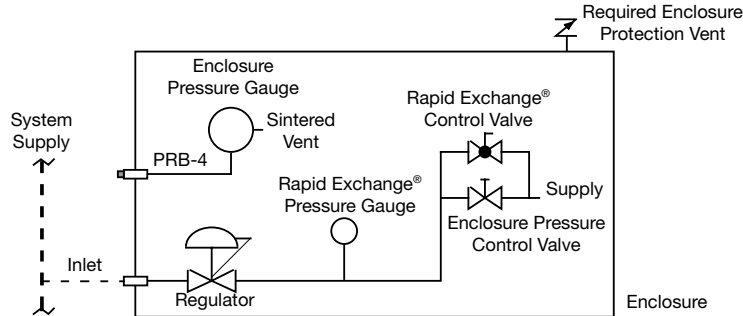 Required Enclosure
Protection Vent
Enclosure
Pressure Gauge
Rapid Exchange®
Control Valve
System
Supply
Sintered
Vent
PRB-4
Rapid Exchange®
Pressure Gauge
Supply
Enclosure Pressure
Control Valve
Inlet
Regulator
Enclosure